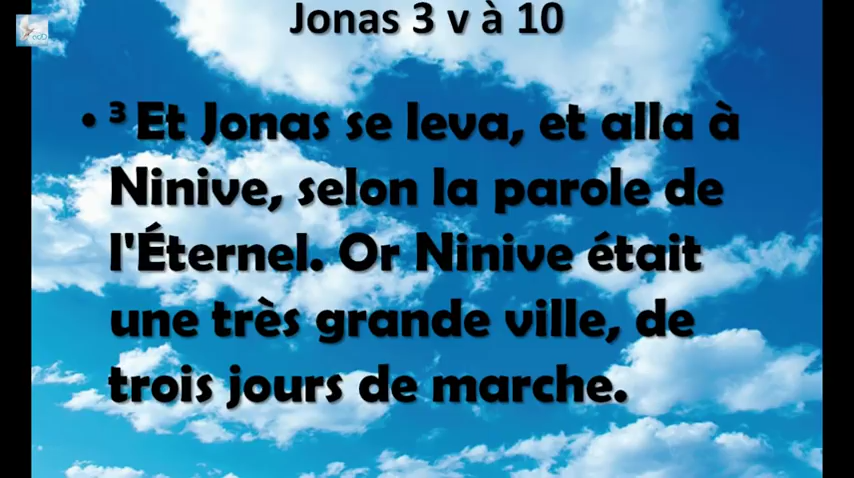 Jonas 3 v à 10
• ³ Et Jonas se leva, et alla à
Ninive, selon la parole de
l'Éternel. Or Ninive était
une très grande ville, de
trois jours de marche.